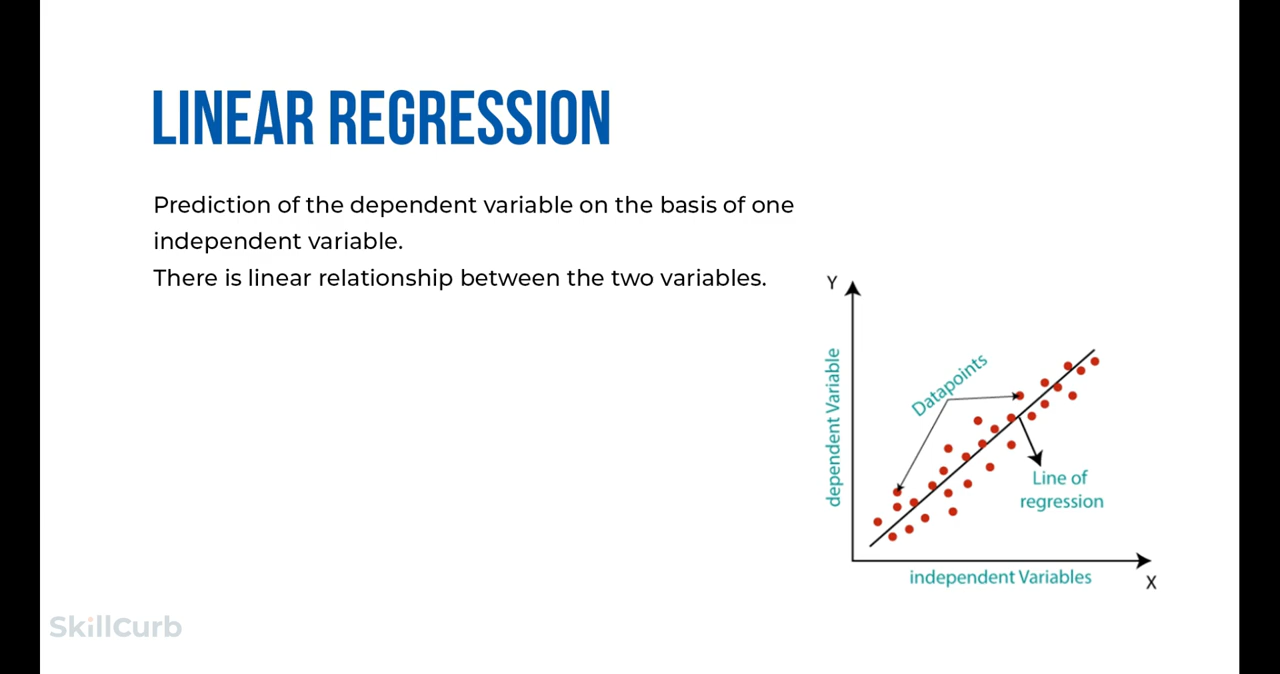 LINEAR REGRESSION
Prediction of the dependent variable on the basis of one
independent variable.
There is linear relationship between the two variables.
Y
dependent Variable
Datapoints
Line of
regression
independent Variables
X
SkillCurb